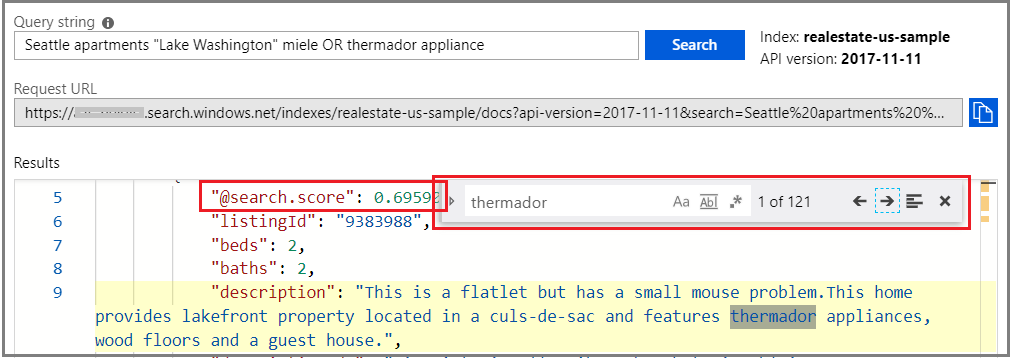 Query string
Seattle apartments "Lake Washington" miele OR thermador appliance
Search
Index: realestate-us-sample
API version: 2017-11-11
Request URL
https:// .search.windows.net/indexes/realestate-us-sample/docs?api-version=2017-11-11&search=Seattle%20apartments%20%...
Results
5 "@search.score": 0.6959
thermador Aa Abl .* 1 of 121
6 "listingId": "9383988",
7 "beds": 2,
8 "baths": 2,
9 "description": "This is a flatlet but has a small mouse problem.This home
provides lakefront property located in a culs-de-sac and features thermador appliances,
wood floors and a guest house.",